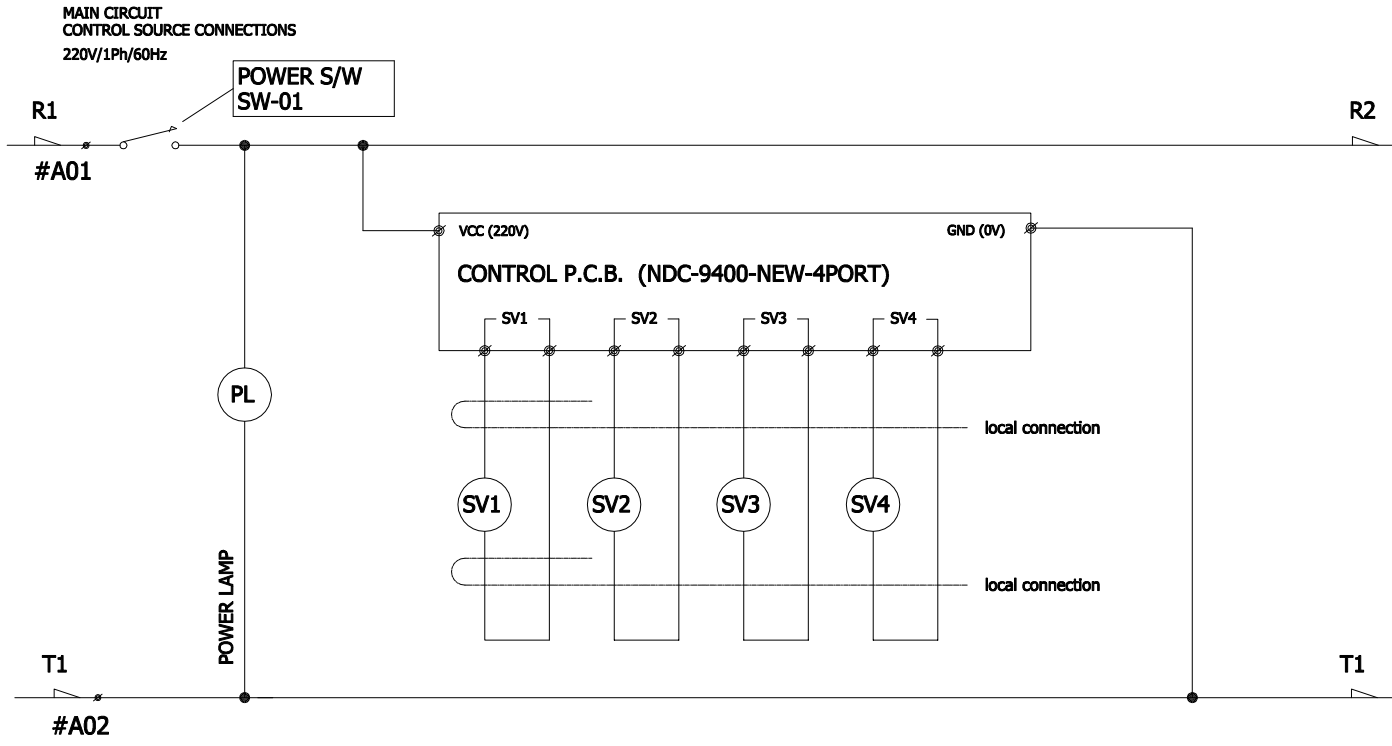 MAIN CIRCUIT
CONTROL SOURCE CONNECTIONS
220V/1Ph/60Hz
POWER S/W
SW-01
R1
R2
#A01
VCC (220V)
GND (0V)
CONTROL P.C.B. (NDC-9400-NEW-4PORT)
SV1
SV2
SV3
SV4
PL
local connection
SV1
SV2
SV3
SV4
POWER LAMP
local connection
T1
T1
#A02